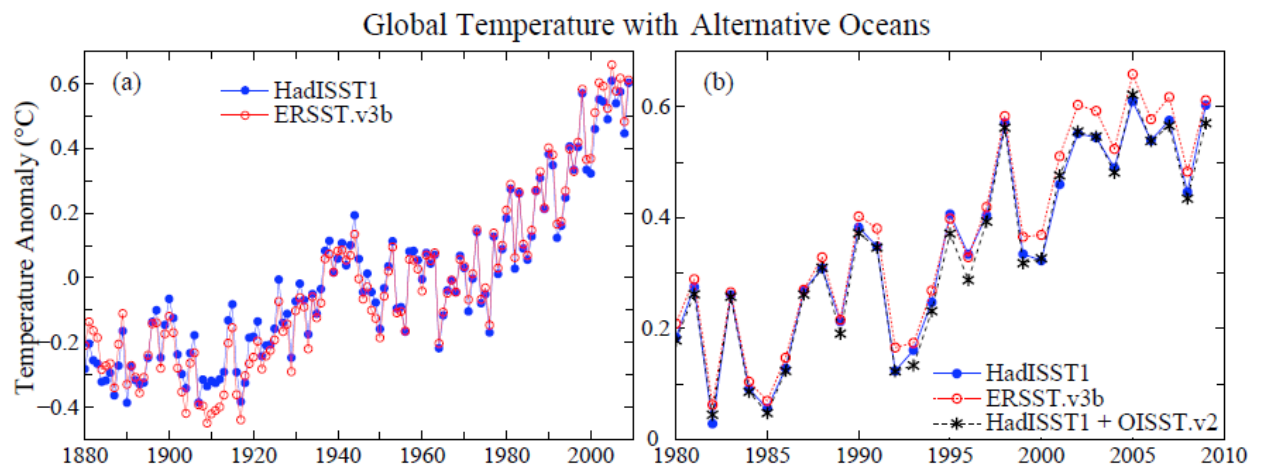 Global Temperature with Alternative Oceans
(a)
HadISST1
ERSST.v3b
Temperature Anomaly (°C)
0.6
0.4
0.2
.0
−0.2
−0.4
1880 1900 1920 1940 1960 1980 2000
(b)
0.6
0.4
0.2
0
HadISST1
ERSST.v3b
HadISST1 + OISST.v2
1980 1985 1990 1995 2000 2005 2010